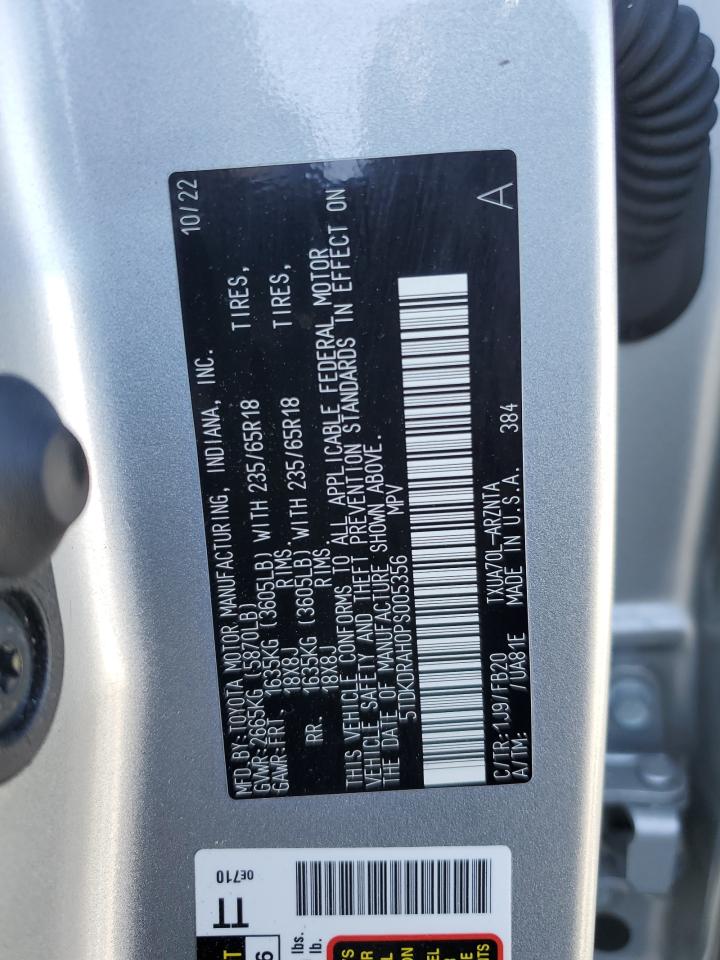 MFD.BY:TOYOTA MOTOR MANUFACTURING, INDIANA, INC. 10/22
GVWR:2665KG (5870LB)
GAWR:FRT. 1635KG (3605LB) WITH 235/65R18 TIRES,
18X8J RIMS
RR. 1635KG (3605LB) WITH 235/65R18 TIRES,
18X8J RIMS
THIS VEHICLE CONFORMS TO ALL APPLICABLE FEDERAL MOTOR
VEHICLE SAFETY AND THEFT PREVENTION STANDARDS IN EFFECT ON
THE DATE OF MANUFACTURE SHOWN ABOVE.
5TDKDRAH0PS005356 MPV
C/TR:1J9/FB20 TXUA70L-ARZNTA A
A/TM: /UA81E MADE IN U.S.A. 384
0E710
TT
lbs.
lb.